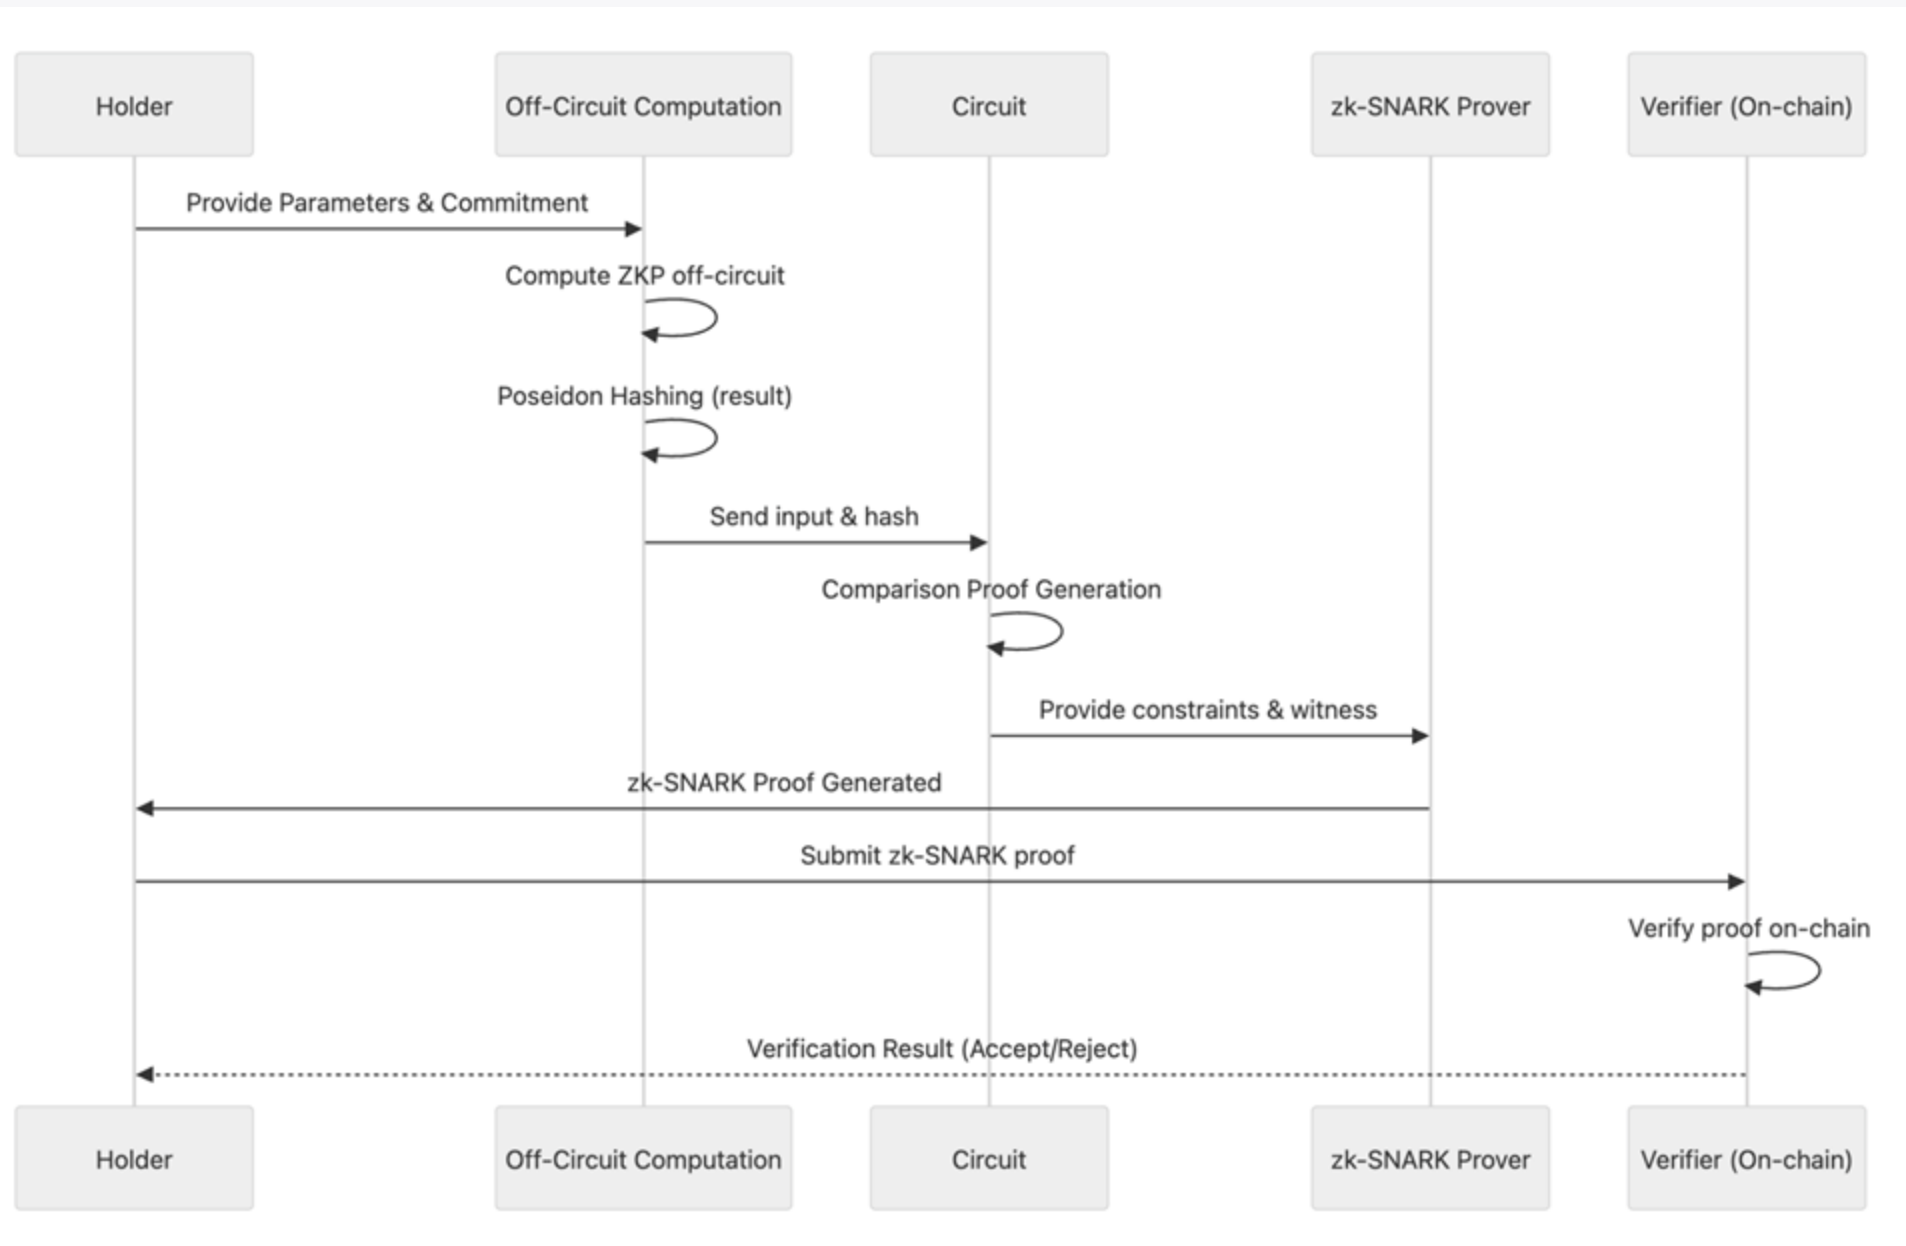 Holder
Off-Circuit Computation
Circuit
zk-SNARK Prover
Verifier (On-chain)
Provide Parameters & Commitment
Compute ZKP off-circuit
Poseidon Hashing (result)
Send input & hash
Comparison Proof Generation
Provide constraints & witness
zk-SNARK Proof Generated
Submit zk-SNARK proof
Verify proof on-chain
Verification Result (Accept/Reject)
Holder
Off-Circuit Computation
Circuit
zk-SNARK Prover
Verifier (On-chain)